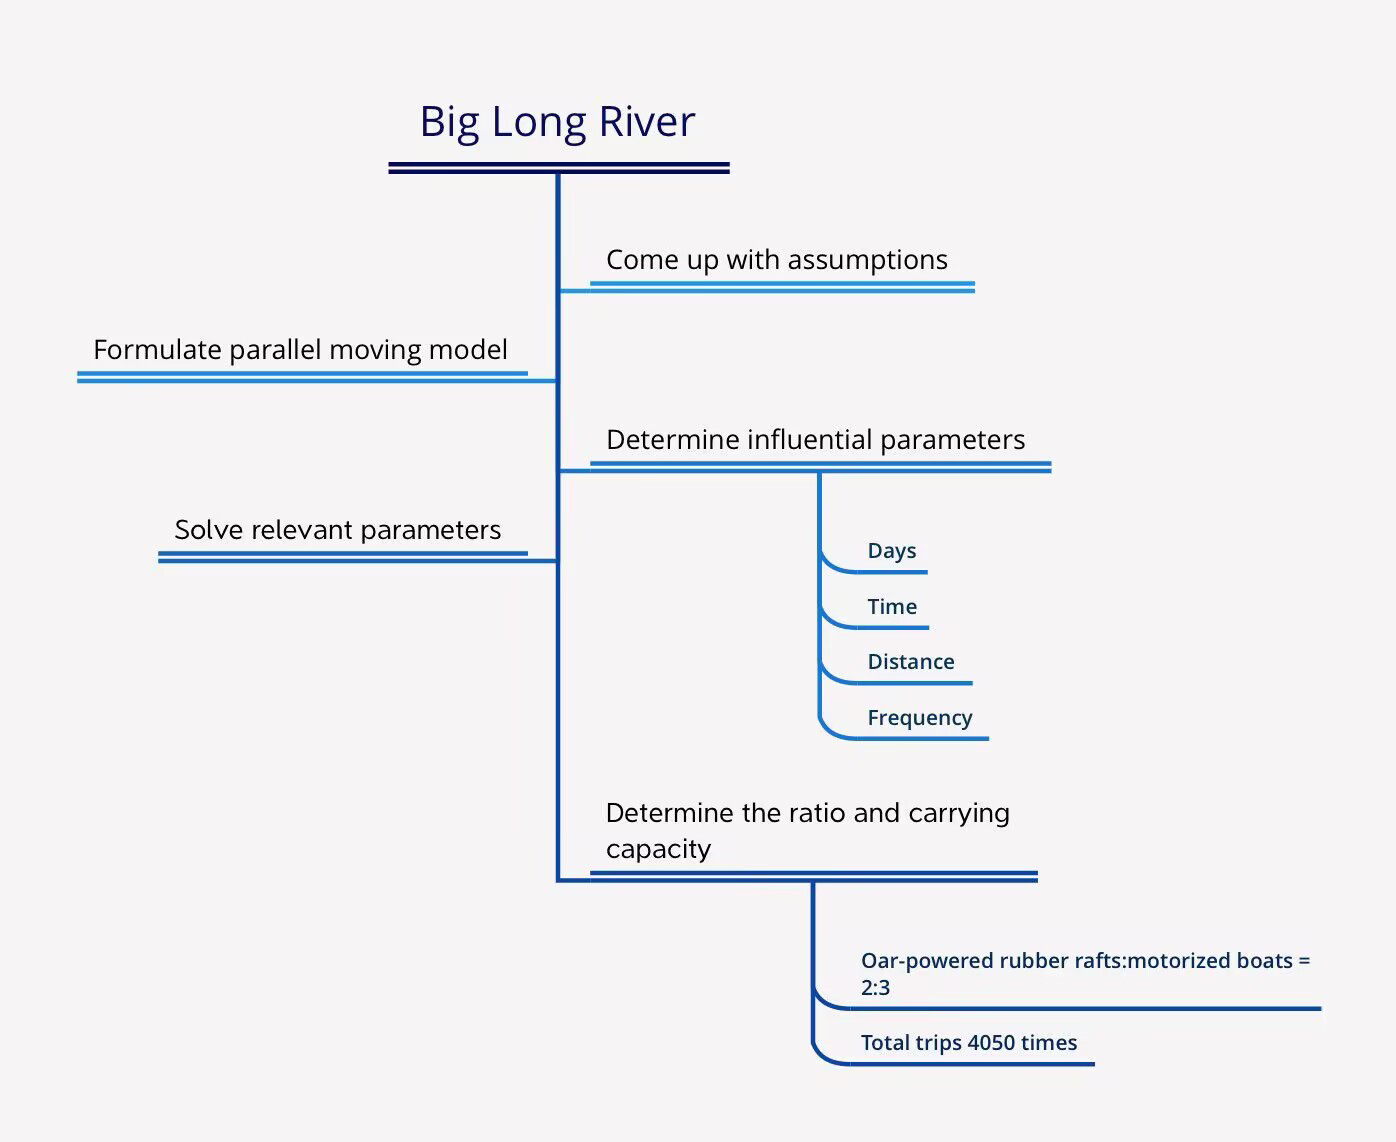 Big Long River
Come up with assumptions
Formulate parallel moving model
Determine influential parameters
Solve relevant parameters
Days
Time
Distance
Frequency
Determine the ratio and carrying
capacity
Oar-powered rubber rafts:motorized boats =
2:3
Total trips 4050 times